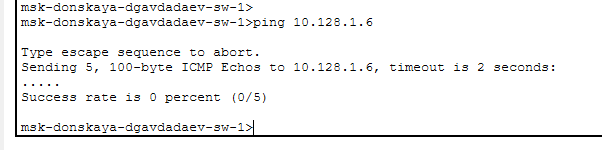 msk-donskaya-dgavdadaev-sw-1>
msk-donskaya-dgavdadaev-sw-1>ping 10.128.1.6
Type escape sequence to abort.
Sending 5, 100-byte ICMP Echos to 10.128.1.6, timeout is 2 seconds:
.....
Success rate is 0 percent (0/5)
msk-donskaya-dgavdadaev-sw-1>